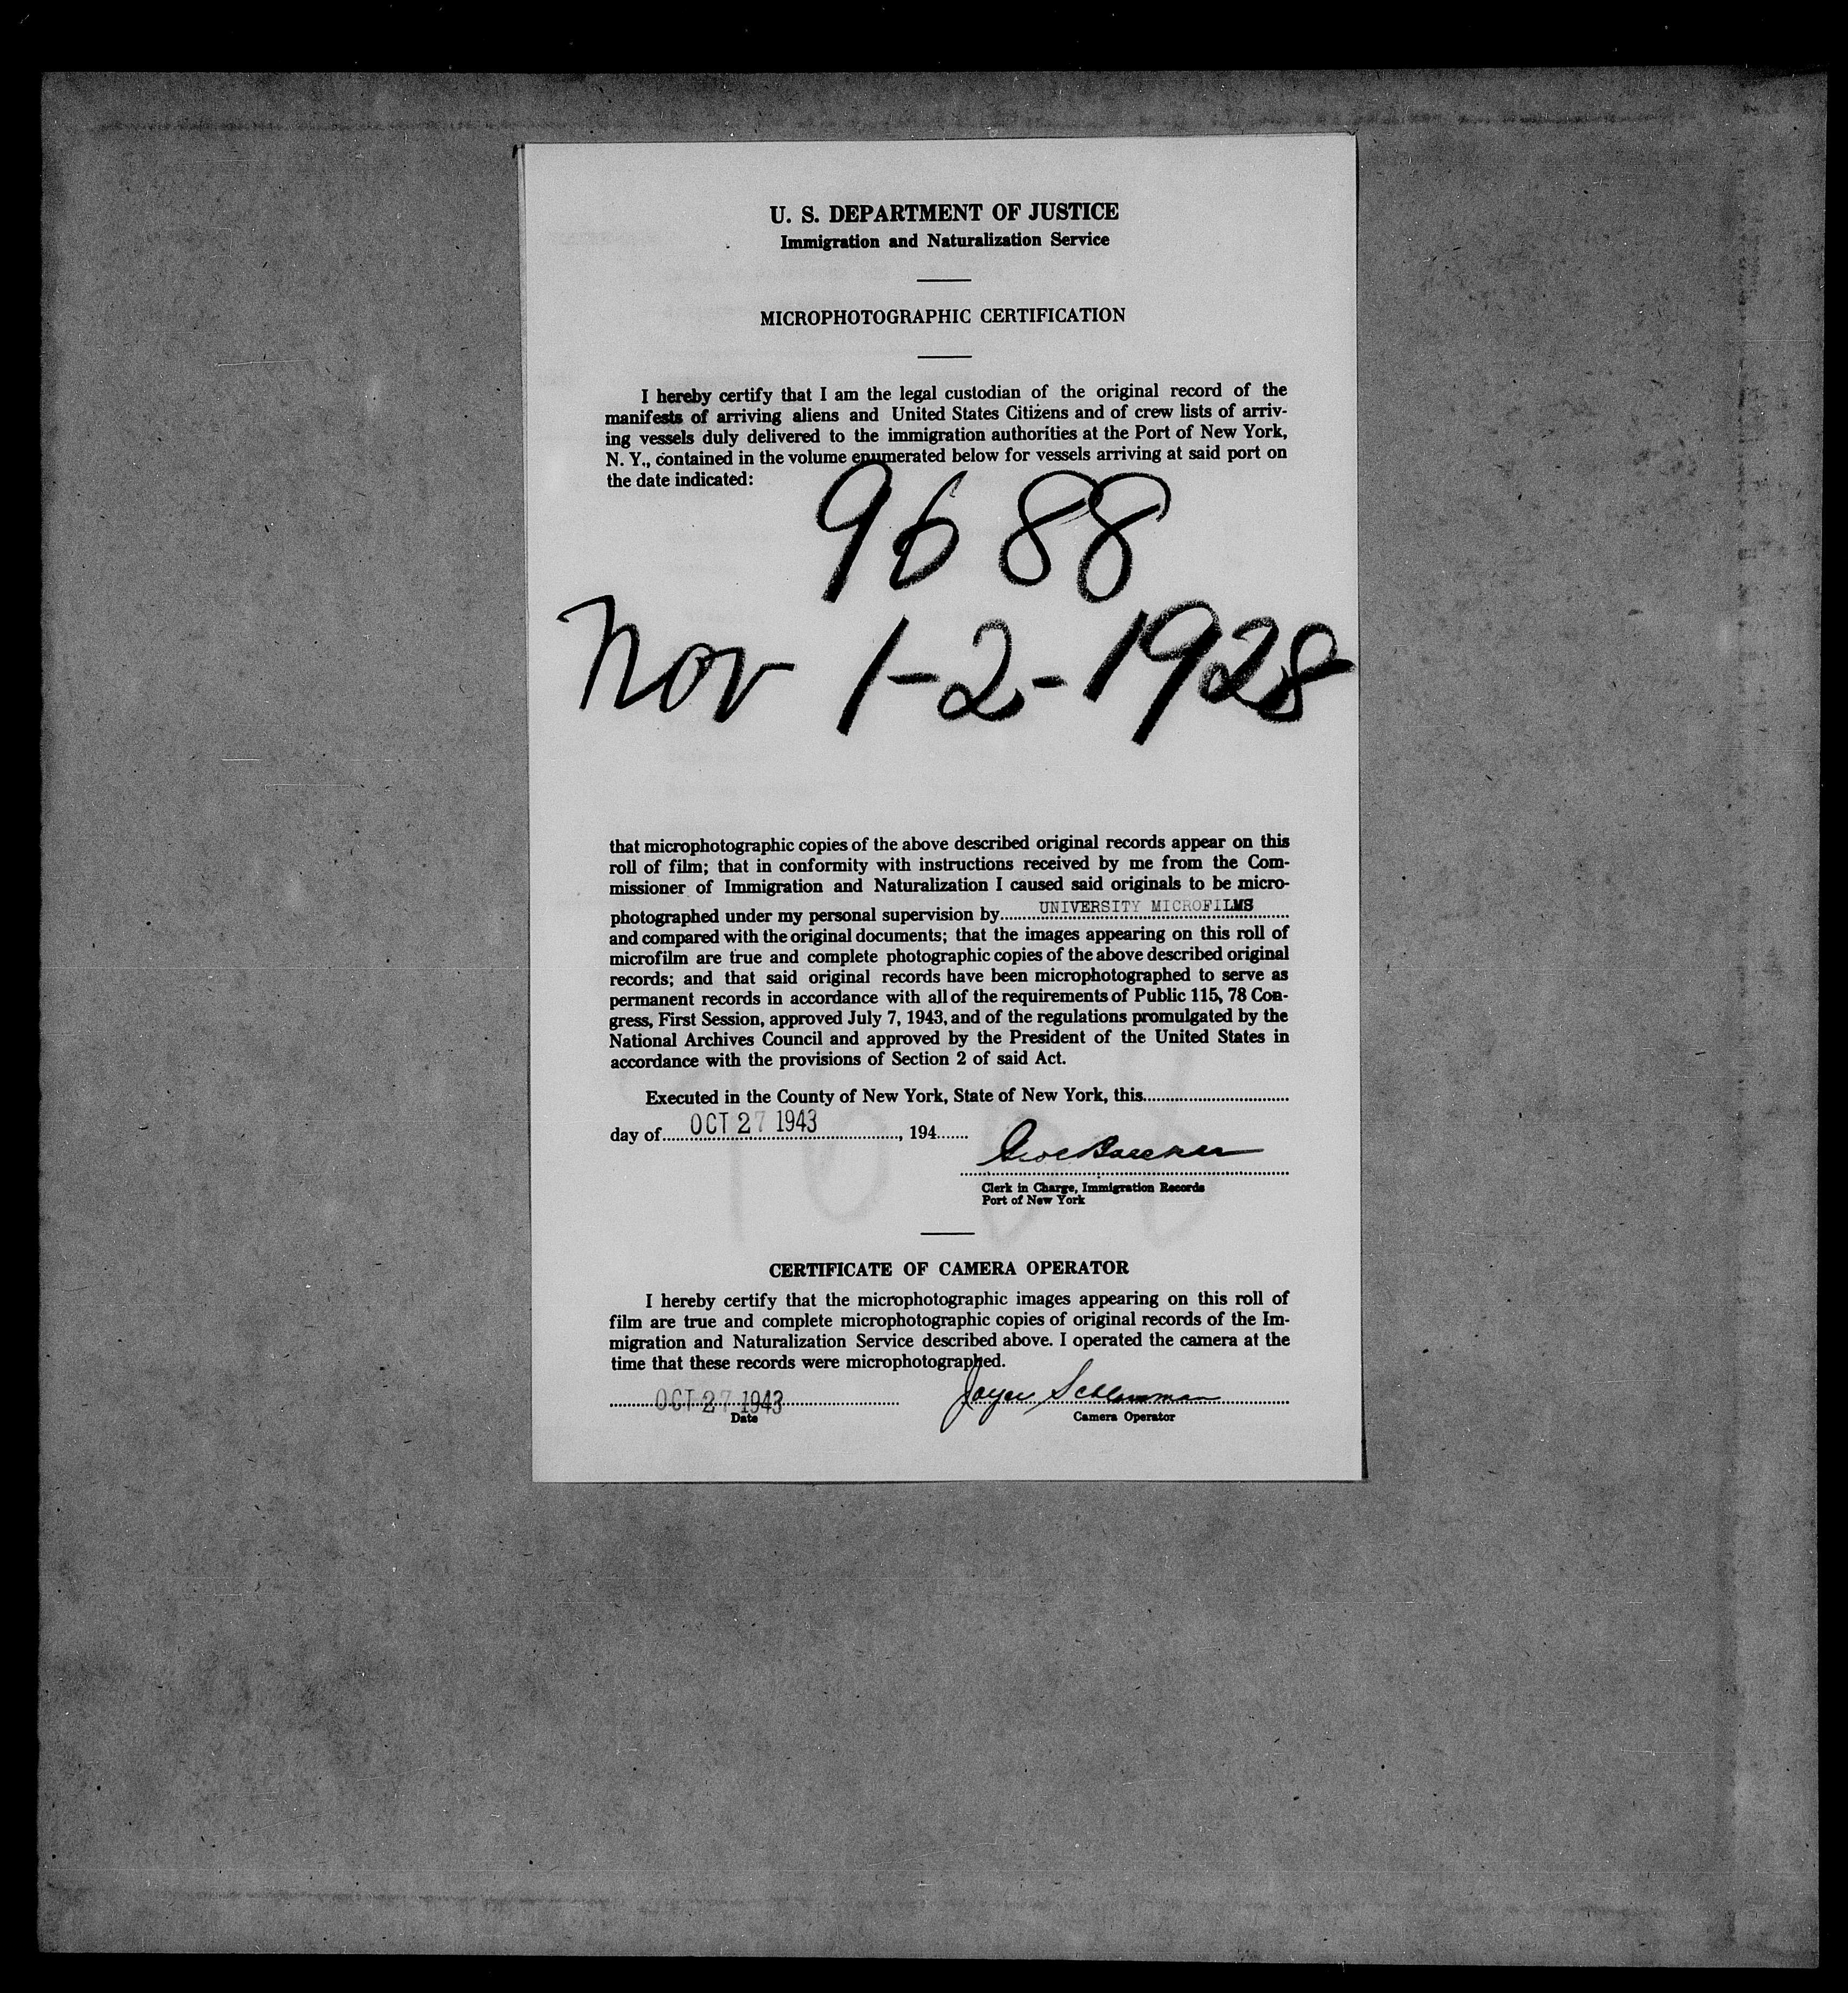 U. S. DEPARTMENT OF JUSTICE
Immigration and Naturalization Service
MICROPHOTOGRAPHIC CERTIFICATION
I hereby certify that I am the legal custodian of the original record of the
manifests of arriving aliens and United States Citizens and of crew lists of arriv-
ing vessels duly delivered to the immigration authorities at the Port of New York,
N. Y., contained in the volume enumerated below for vessels arriving at said port on
the date indicated:
9688
Nov 1-2-1928
that microphotographic copies of the above described original records appear on this
roll of film; that in conformity with instructions received by me from the Com-
missioner of Immigration and Naturalization I caused said originals to be micro-
photographed under my personal supervision by UNIVERSITY MICROFILMS
and compared with the original documents; that the images appearing on this roll of
microfilm are true and complete photographic copies of the above described original
records; and that said original records have been microphotographed to serve as
permanent records in accordance with all of the requirements of Public 115, 78 Con-
gress, First Session, approved July 7, 1943, and of the regulations promulgated by the
National Archives Council and approved by the President of the United States in
accordance with the provisions of Section 2 of said Act.
Executed in the County of New York, State of New York, this
day of OCT 27 1943, 194
Clerk in Charge, Immigration Records
Port of New York
CERTIFICATE OF CAMERA OPERATOR
I hereby certify that the microphotographic images appearing on this roll of
film are true and complete microphotographic copies of original records of the Im-
migration and Naturalization Service described above. I operated the camera at the
time that these records were microphotographed.
OCT 27 1943
Date
Camera Operator